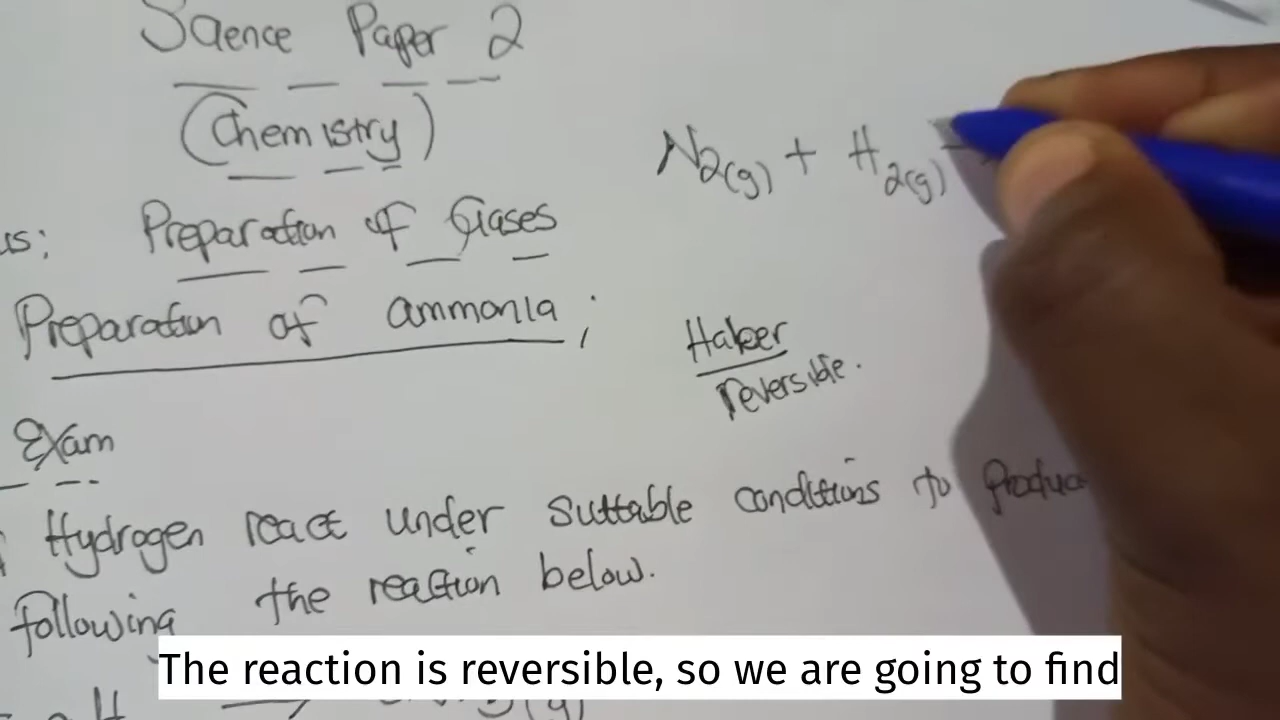 Science Paper 2
(Chemistry)
N2(g) + H2(g)
us: Preparation of Gases
Preparation of ammonia;
Haber
reversible.
Exam
Hydrogen react under suitable conditions to produce
following the reaction below.
The reaction is reversible, so we are going to find